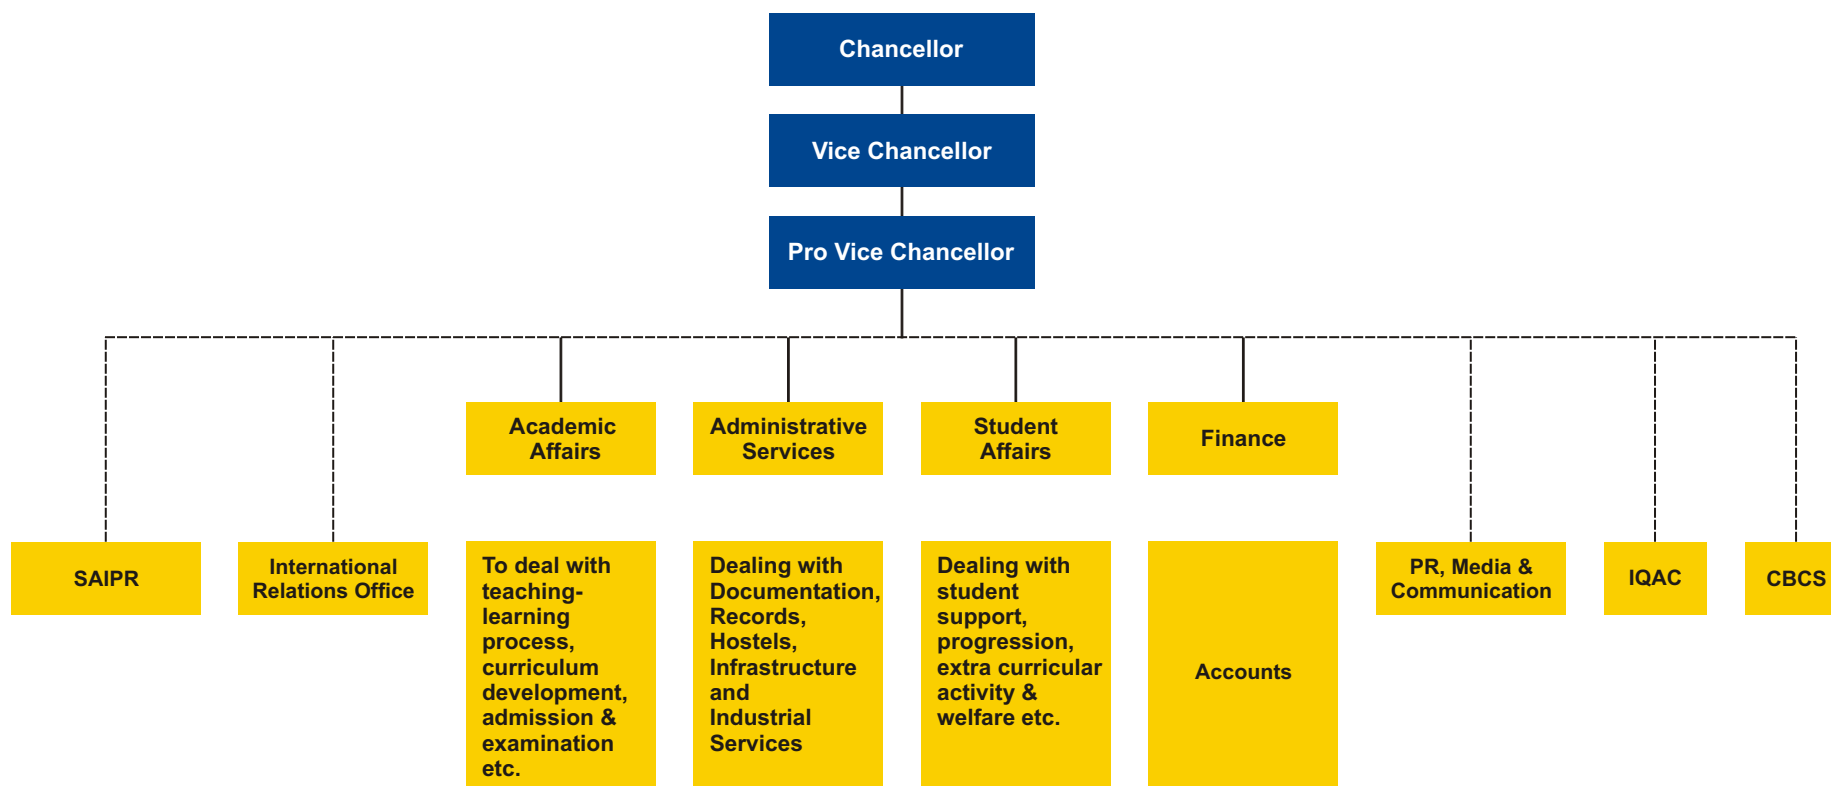 Chancellor
Vice Chancellor
Pro Vice Chancellor
Academic
Affairs
Administrative
Services
Student
Affairs
Finance
SAIPR
International
Relations Office
To deal with
teaching-
learning
process,
curriculum
development,
admission &
examination
etc.
Dealing with
Documentation,
Records,
Hostels,
Infrastructure
and
Industrial
Services
Dealing with
student
support,
progression,
extra curricular
activity &
welfare etc.
Accounts
PR, Media &
Communication
IQAC
CBCS